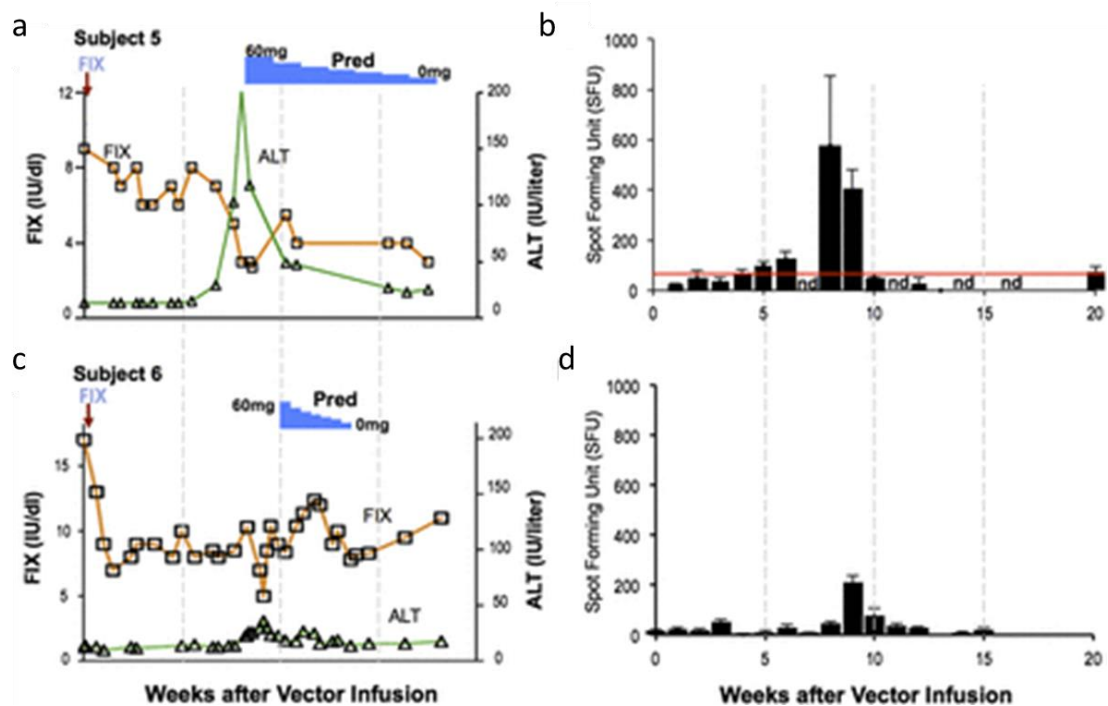 a
Subject 5
FIX
60mg
Pred
0mg
12
8
4
0
FIX (IU/dl)
FIX
ALT
200
150
100
50
0
ALT (IU/liter)
b
1000
800
600
400
200
0
Spot Forming Unit (SFU)
nd
nd
nd
nd
0
5
10
15
20
c
Subject 6
FIX
60mg
Pred
0mg
15
10
5
0
FIX (IU/dl)
FIX
ALT
200
150
100
50
0
ALT (IU/liter)
Weeks after Vector Infusion
d
1000
800
600
400
200
0
Spot Forming Unit (SFU)
0
5
10
15
20
Weeks after Vector Infusion